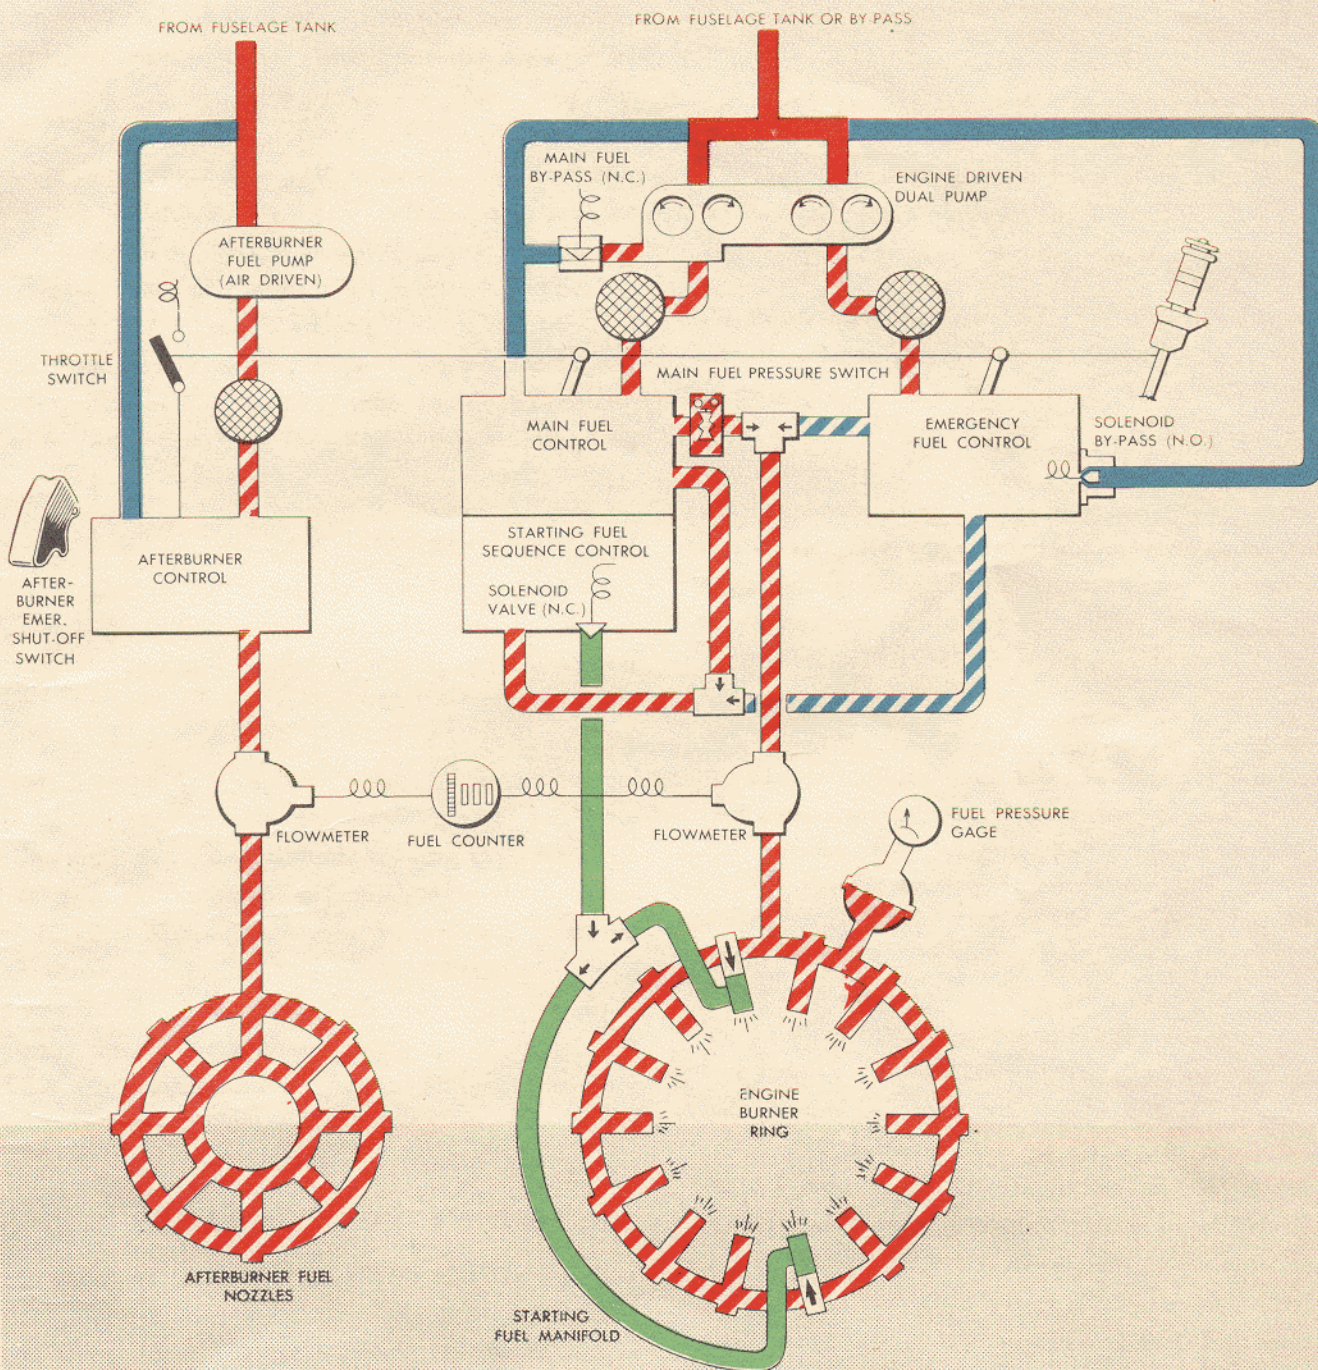 FROM FUSELAGE TANK
FROM FUSELAGE TANK OR BY-PASS
MAIN FUEL
BY-PASS (N.C.)
ENGINE DRIVEN
DUAL PUMP
AFTERBURNER
FUEL PUMP
(AIR DRIVEN)
THROTTLE
SWITCH
MAIN FUEL PRESSURE SWITCH
MAIN FUEL
CONTROL
EMERGENCY
FUEL CONTROL
SOLENOID
BY-PASS (N.O.)
STARTING FUEL
SEQUENCE CONTROL
SOLENOID
VALVE (N.C.)
AFTERBURNER
CONTROL
AFTER-
BURNER
EMER.
SHUT-OFF
SWITCH
FLOWMETER
FUEL COUNTER
FLOWMETER
FUEL PRESSURE
GAGE
ENGINE
BURNER
RING
AFTERBURNER FUEL
NOZZLES
STARTING
FUEL MANIFOLD